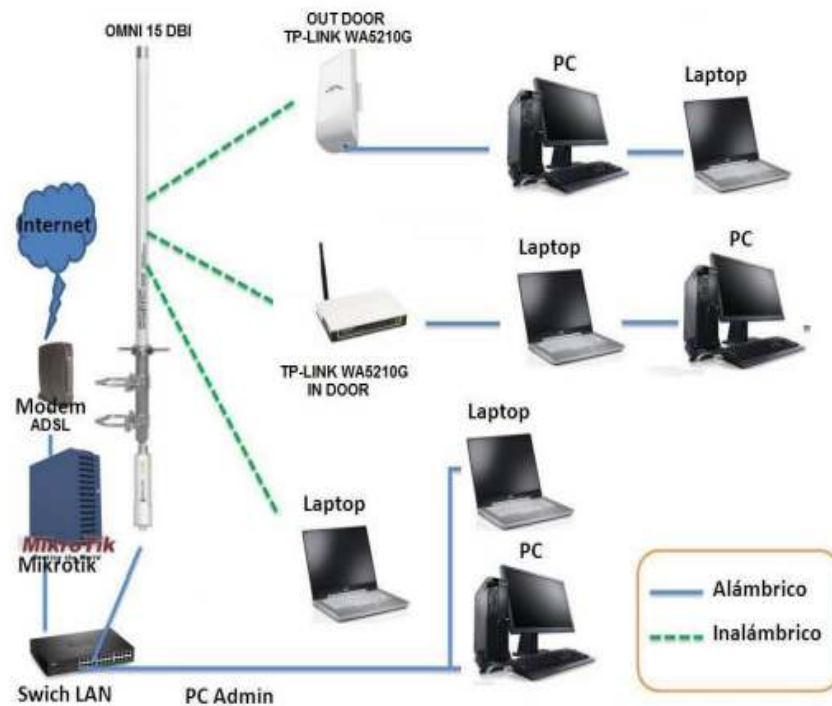 OMNI 15 DBI
OUT DOOR
TP-LINK WA5210G
PC
Laptop
Internet
Laptop
PC
TP-LINK WA5210G
IN DOOR
Modem
ADSL
Laptop
Laptop
MikroTik
Mikrotik
PC
Alámbrico
Inalámbrico
Swich LAN
PC Admin